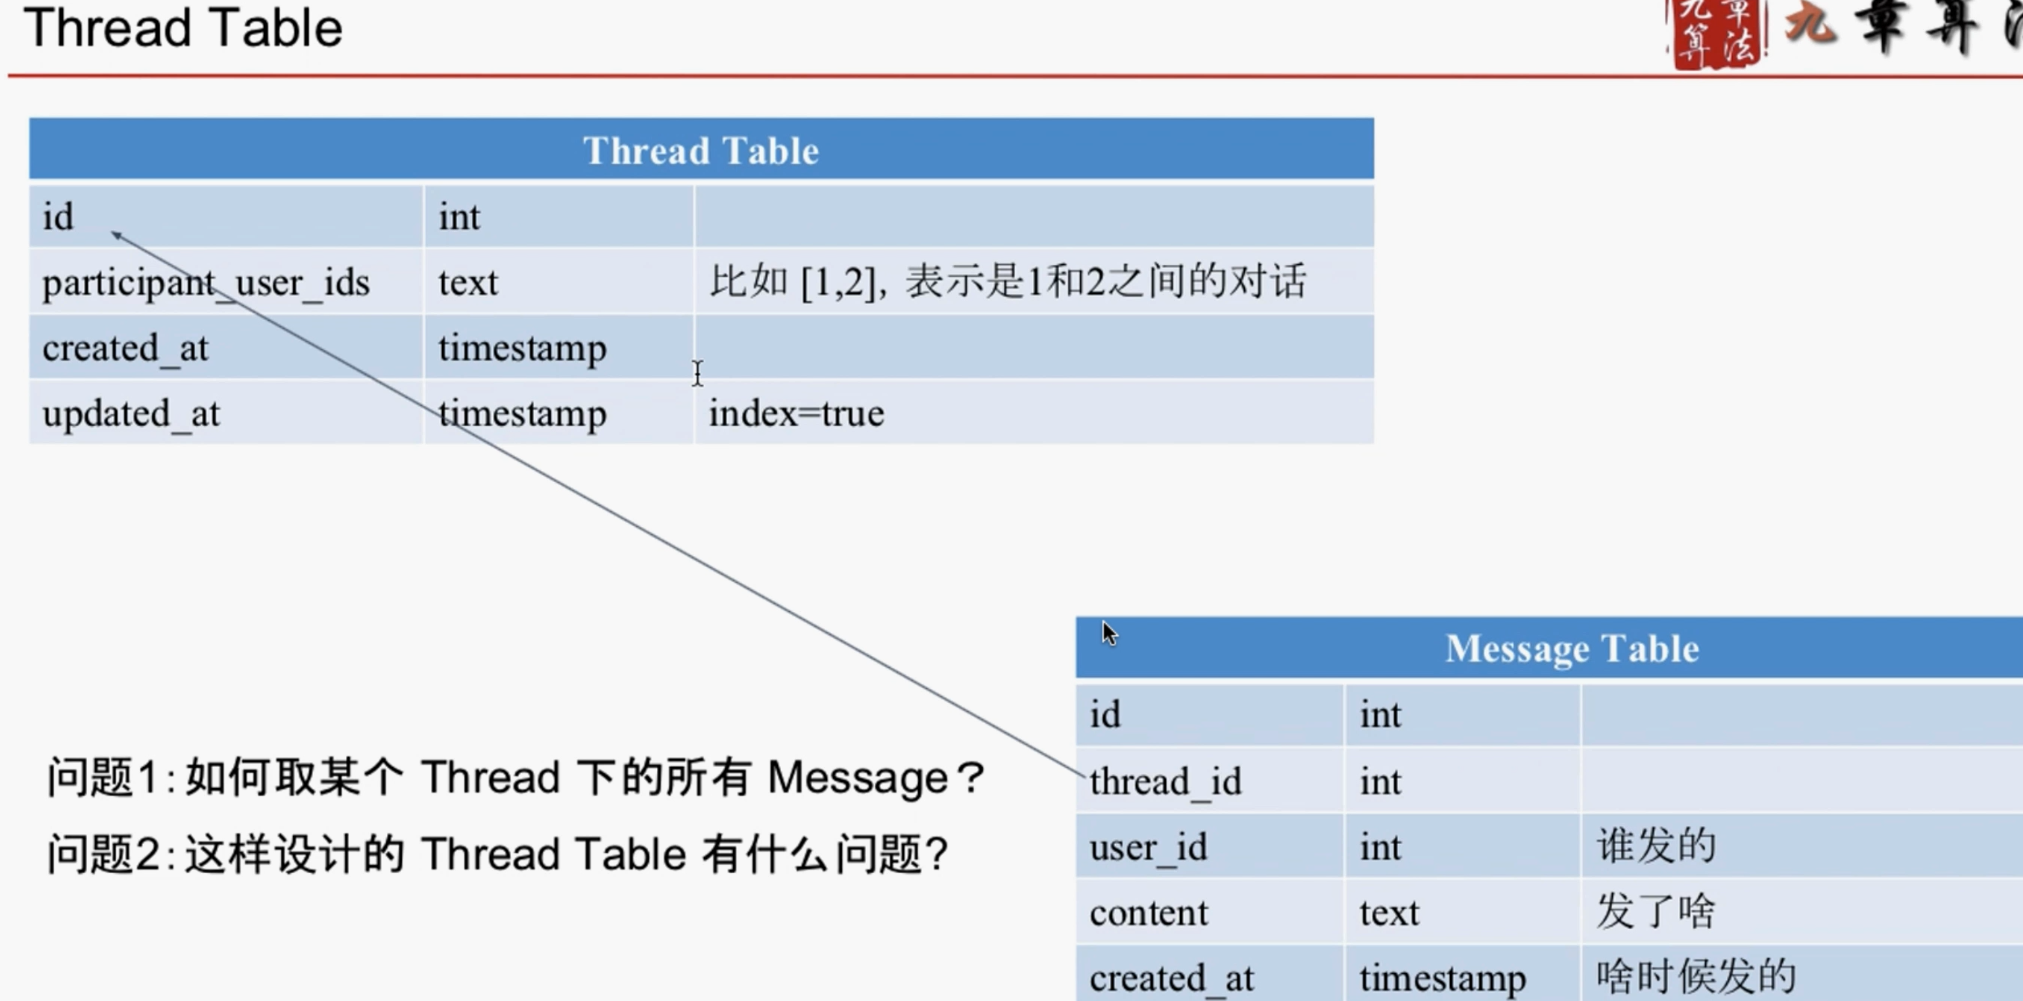 Thread Table
九章算法
九章算
Thread Table
id int
participant_user_ids text 比如 [1,2], 表示是1和2之间的对话
created_at timestamp
updated_at timestamp index=true
Message Table
id int
thread_id int
user_id int 谁发的
content text 发了啥
created_at timestamp 啥时候发的
问题1:如何取某个 Thread 下的所有 Message？
问题2:这样设计的 Thread Table 有什么问题?